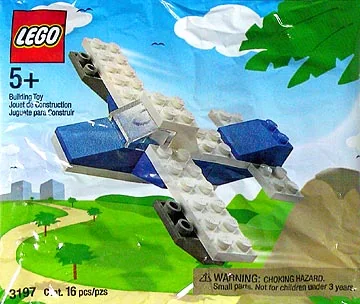 LEGO
5+
Building Toy
Jouet de Construction
Juguete para Construir
3197 Cont. 16 pcs/pzs
WARNING: CHOKING HAZARD.
Small parts. Not for children under 3 years.